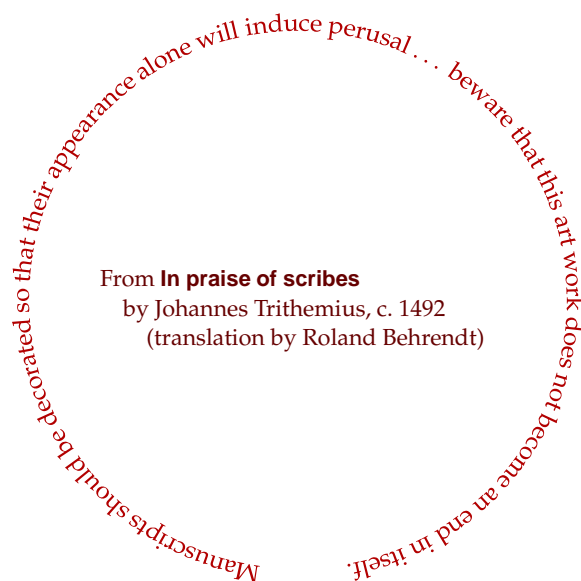 Manuscripts should be decorated so that their appearance alone will induce perusal . . . beware that this art work does not become an end in itself.
From In praise of scribes
by Johannes Trithemius, c. 1492
(translation by Roland Behrendt)